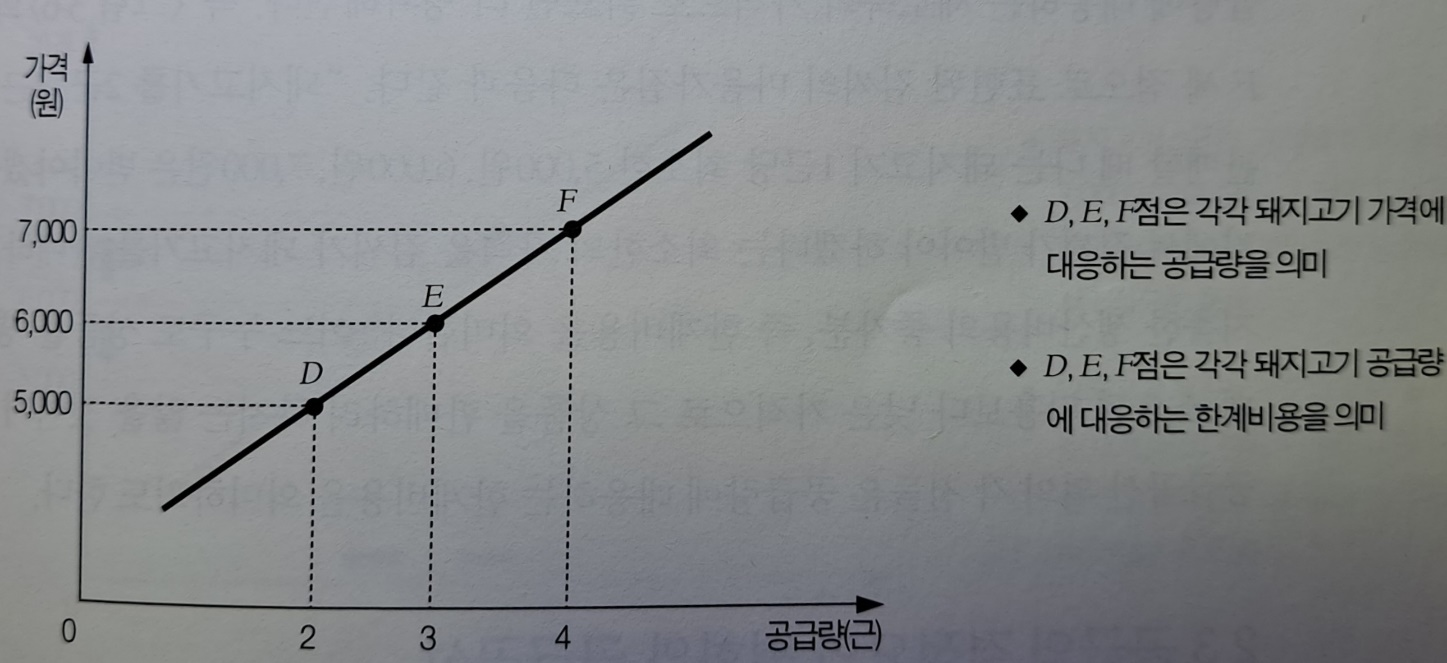 가격
(원)
7,000
6,000
5,000
F
E
D
0
2
3
4
공급량(근)
◆ D, E, F점은 각각 돼지고기 가격에
대응하는 공급량을 의미
◆ D, E, F점은 각각 돼지고기 공급량
에 대응하는 한계비용을 의미